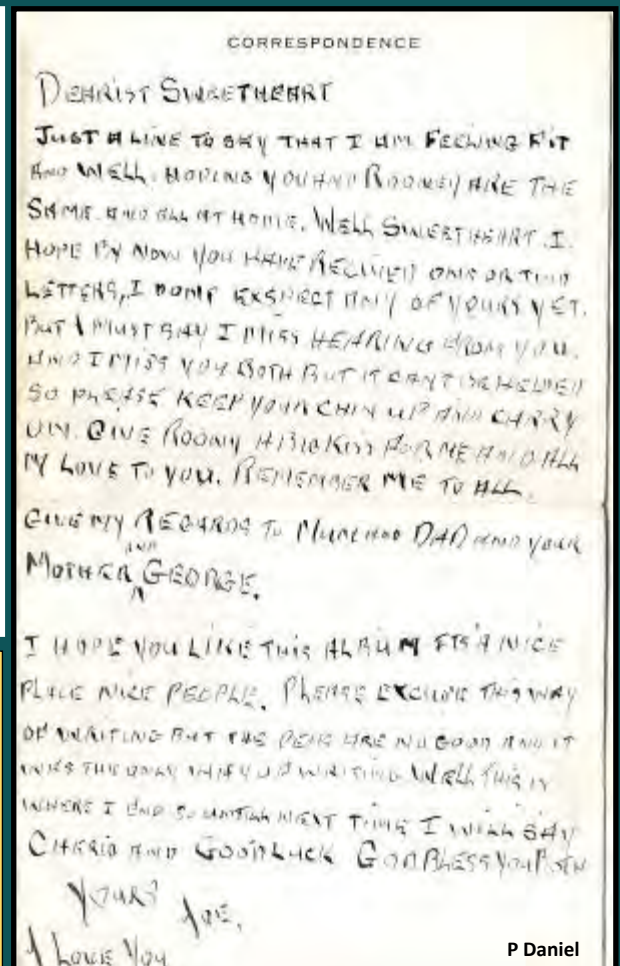 CORRESPONDENCE
DEARIST SWEETHEART
JUST A LINE TO SAY THAT I AM FEELING FIT
AND WELL. HOPING YOU AND ROONEY ARE THE
SAME AND ALL AT HOME. WELL SWEETHEART I
HOPE BY NOW YOU HAVE RECIVED ONE OR TWO
LETTERS, I DONT EXSPECT ANY OF YOURS YET.
BUT I MUST SAY I MISS HEARING FROM YOU.
AND I MISS YOU BOTH BUT IT CANT BE HELPED
SO PLEASE KEEP YOUR CHIN UP AND CARRY
ON. GIVE ROONY A BIG KISS FOR ME AND ALL
MY LOVE TO YOU. REMEMBER ME TO ALL.
GIVE MY REGARDS TO MUM AND DAD AND YOUR
MOTHER AND GEORGE.
I HOPE YOU LIKE THIS ALBUM ITS A NICE
PLACE NICE PEOPLE. PLEASE EXCUSE THIS WAY
OF WRITING BUT THE PENS ARE NO GOOD AND IT
WAS THE ONLY WAY OF WRITING WELL THIS IS
WHERE I END SO UNTILL NEXT TIME I WILL SAY
CHERIO AND GOODLUCK GOD BLESS YOU BOTH
YOURS JOE.
I LOVE YOU
P Daniel